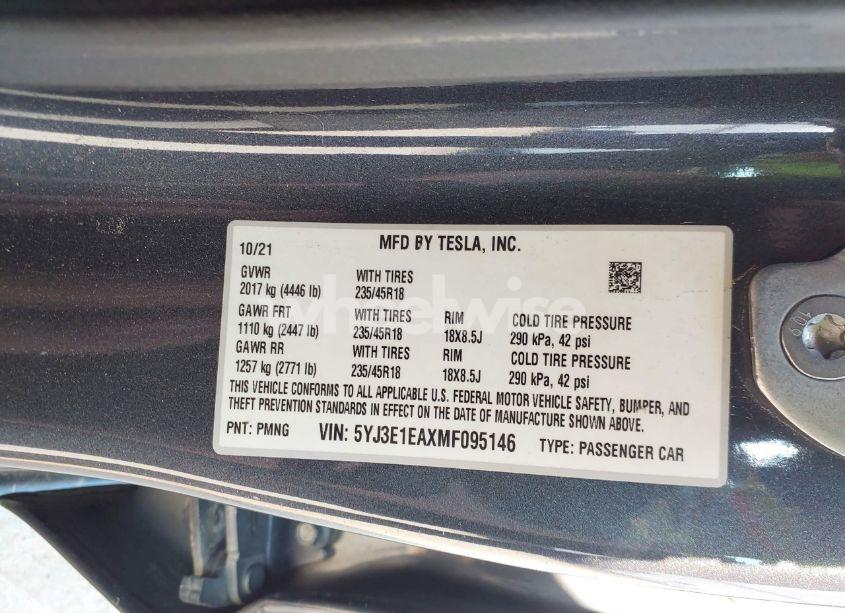 10/21 MFD BY TESLA, INC.
GVWR WITH TIRES
2017 kg (4446 lb) 235/45R18
GAWR FRT WITH TIRES RIM COLD TIRE PRESSURE
1110 kg (2447 lb) 235/45R18 18X8.5J 290 kPa, 42 psi
GAWR RR WITH TIRES RIM COLD TIRE PRESSURE
1257 kg (2771 lb) 235/45R18 18X8.5J 290 kPa, 42 psi
THIS VEHICLE CONFORMS TO ALL APPLICABLE U.S. FEDERAL MOTOR VEHICLE SAFETY, BUMPER, AND
THEFT PREVENTION STANDARDS IN EFFECT ON THE DATE OF MANUFACTURE SHOWN ABOVE.
PNT: PMNG VIN: 5YJ3E1EAXMF095146 TYPE: PASSENGER CAR
wheelwise
109